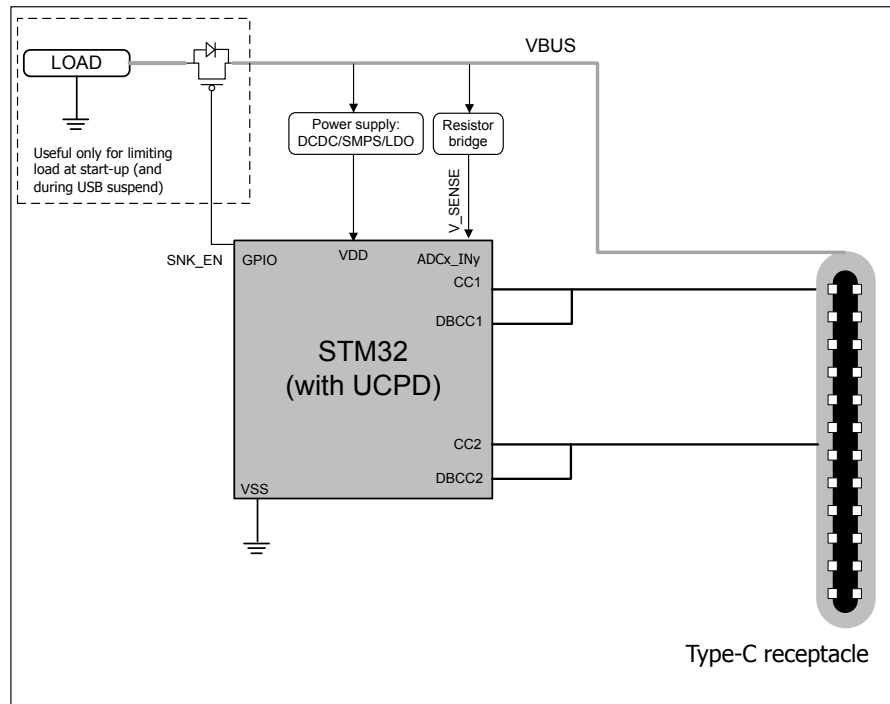 LOAD
VBUS
Useful only for limiting
load at start-up (and
during USB suspend)
Power supply:
DCDC/SMPS/LDO
Resistor
bridge
V_SENSE
SNK_EN
GPIO
VDD
ADCx_INy
CC1
DBCC1
STM32
(with UCPD)
CC2
DBCC2
VSS
Type-C receptacle